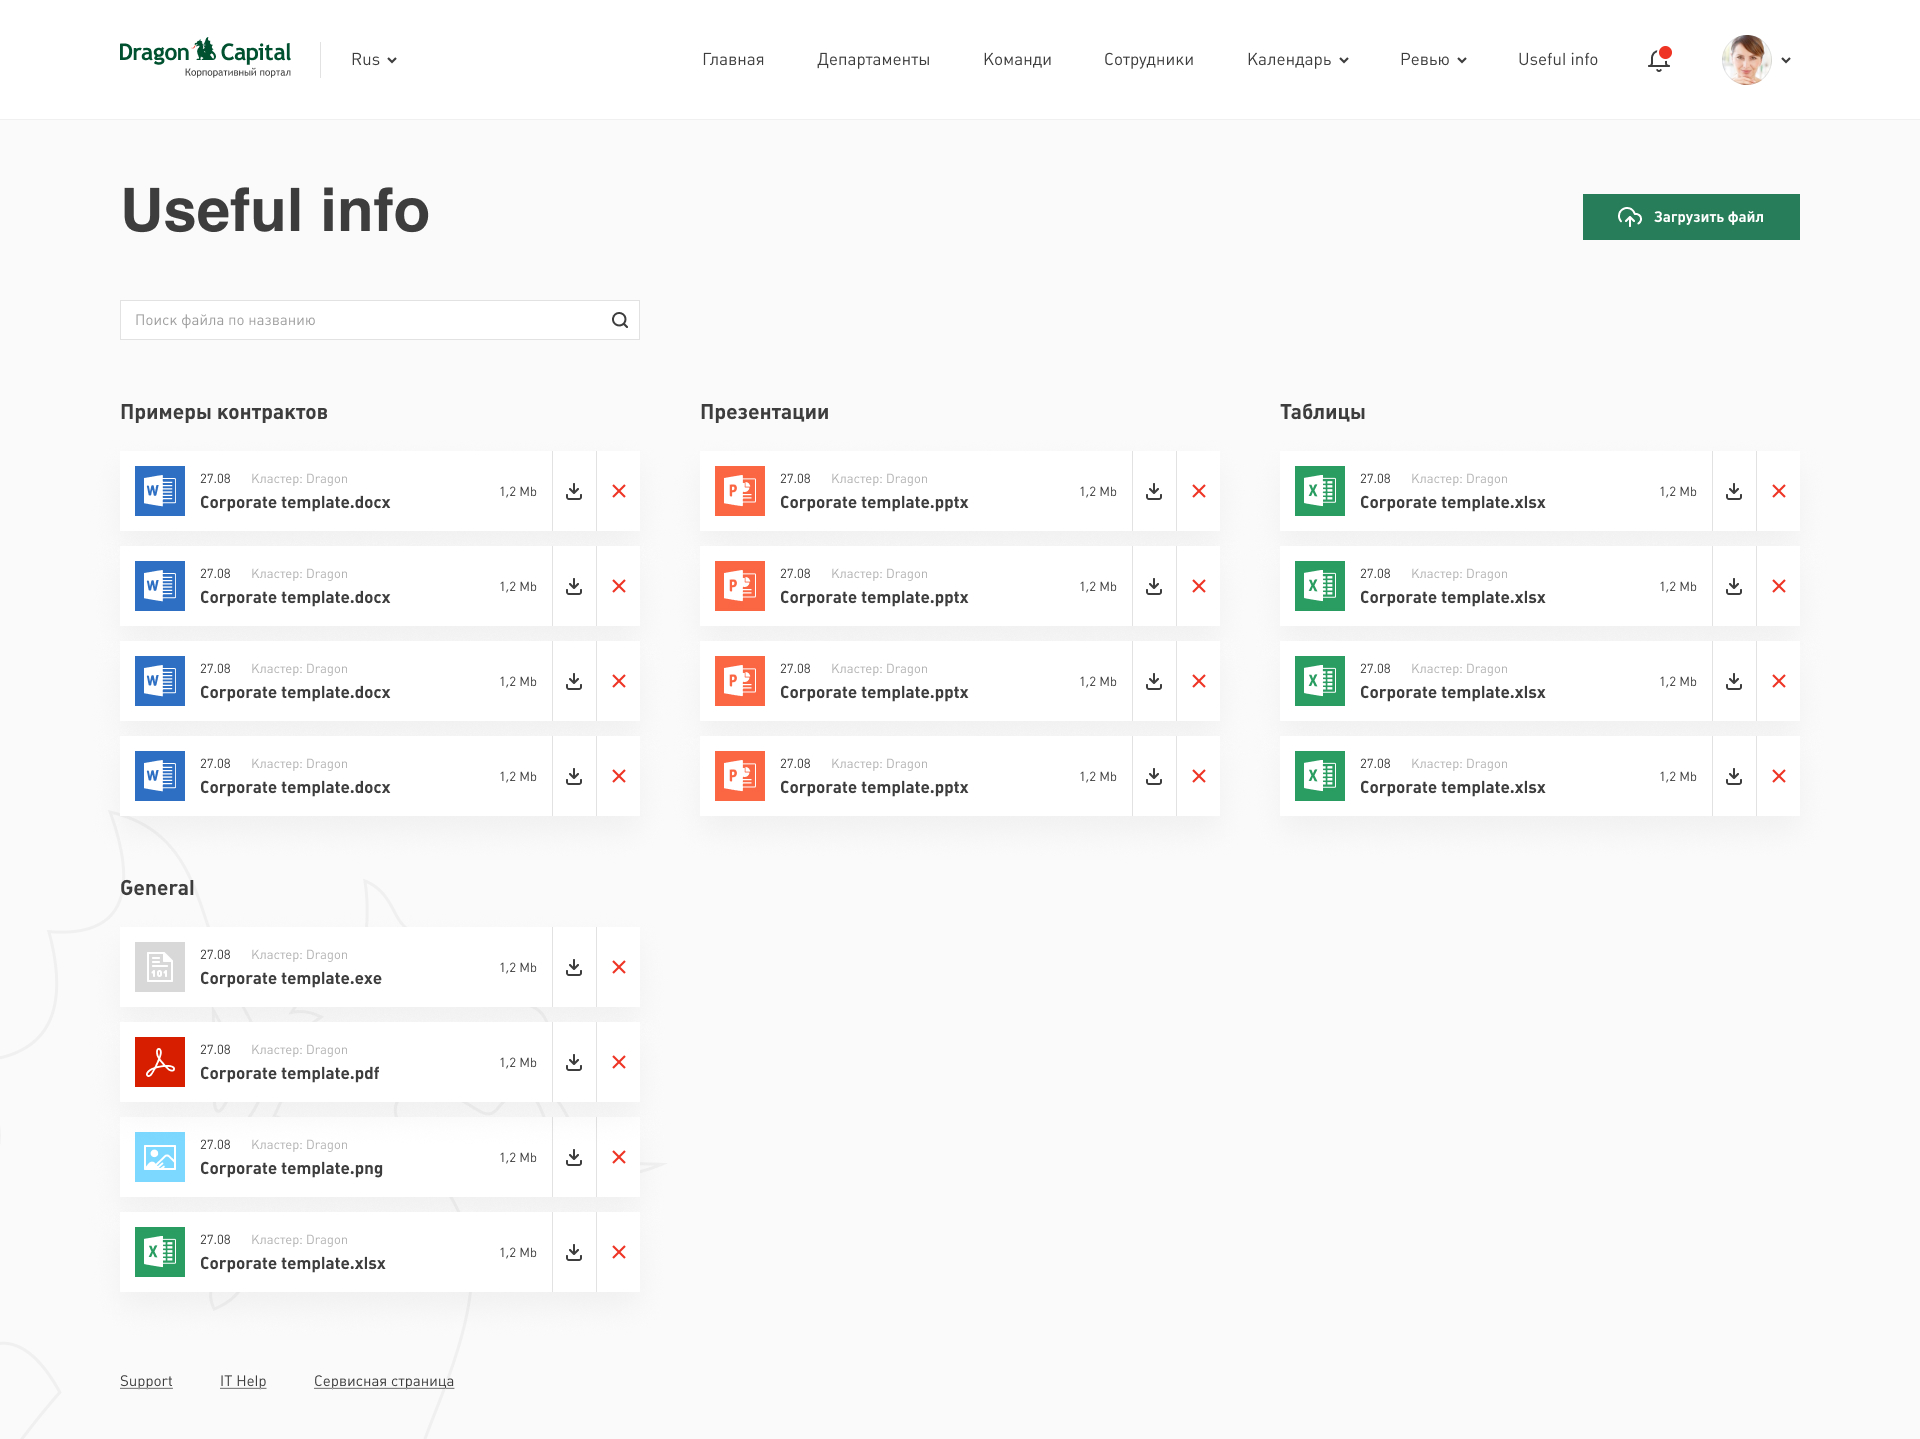 Dragon Capital
Корпоративный портал
Rus
Главная
Департаменты
Команди
Сотрудники
Календарь
Ревью
Useful info
Useful info
Загрузить файл
Поиск файла по названию
Примеры контрактов
27.08 Кластер: Dragon
Corporate template.docx
1,2 Mb
27.08 Кластер: Dragon
Corporate template.docx
1,2 Mb
27.08 Кластер: Dragon
Corporate template.docx
1,2 Mb
27.08 Кластер: Dragon
Corporate template.docx
1,2 Mb
Презентации
27.08 Кластер: Dragon
Corporate template.pptx
1,2 Mb
27.08 Кластер: Dragon
Corporate template.pptx
1,2 Mb
27.08 Кластер: Dragon
Corporate template.pptx
1,2 Mb
27.08 Кластер: Dragon
Corporate template.pptx
1,2 Mb
Таблицы
27.08 Кластер: Dragon
Corporate template.xlsx
1,2 Mb
27.08 Кластер: Dragon
Corporate template.xlsx
1,2 Mb
27.08 Кластер: Dragon
Corporate template.xlsx
1,2 Mb
27.08 Кластер: Dragon
Corporate template.xlsx
1,2 Mb
General
27.08 Кластер: Dragon
Corporate template.exe
1,2 Mb
27.08 Кластер: Dragon
Corporate template.pdf
1,2 Mb
27.08 Кластер: Dragon
Corporate template.png
1,2 Mb
27.08 Кластер: Dragon
Corporate template.xlsx
1,2 Mb
Support
IT Help
Сервисная страница